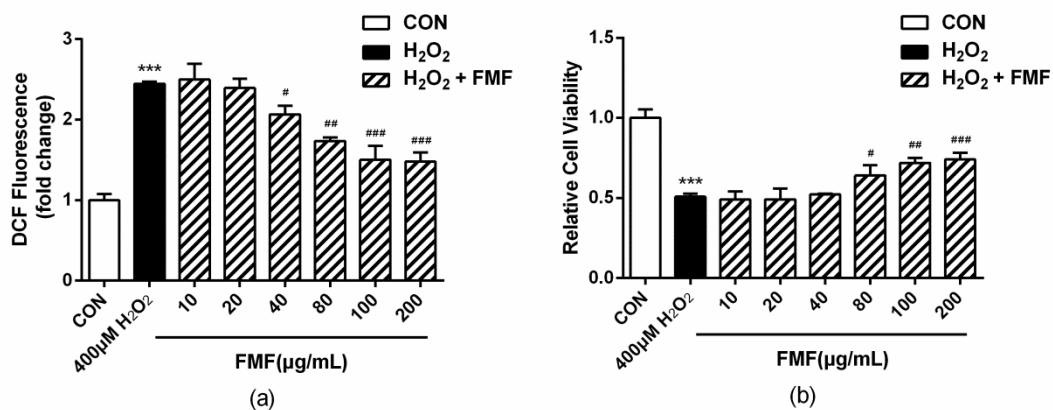 CON
H₂O₂
H₂O₂ + FMF
DCF Fluorescence
(fold change)
3
2
1
0
***
#
##
###
###
CON
400μM H₂O₂
10
20
40
80
100
200
FMF(μg/mL)
(a)
CON
H₂O₂
H₂O₂ + FMF
Relative Cell Viability
1.5
1.0
0.5
0.0
***
#
##
###
CON
400μM H₂O₂
10
20
40
80
100
200
FMF(μg/mL)
(b)